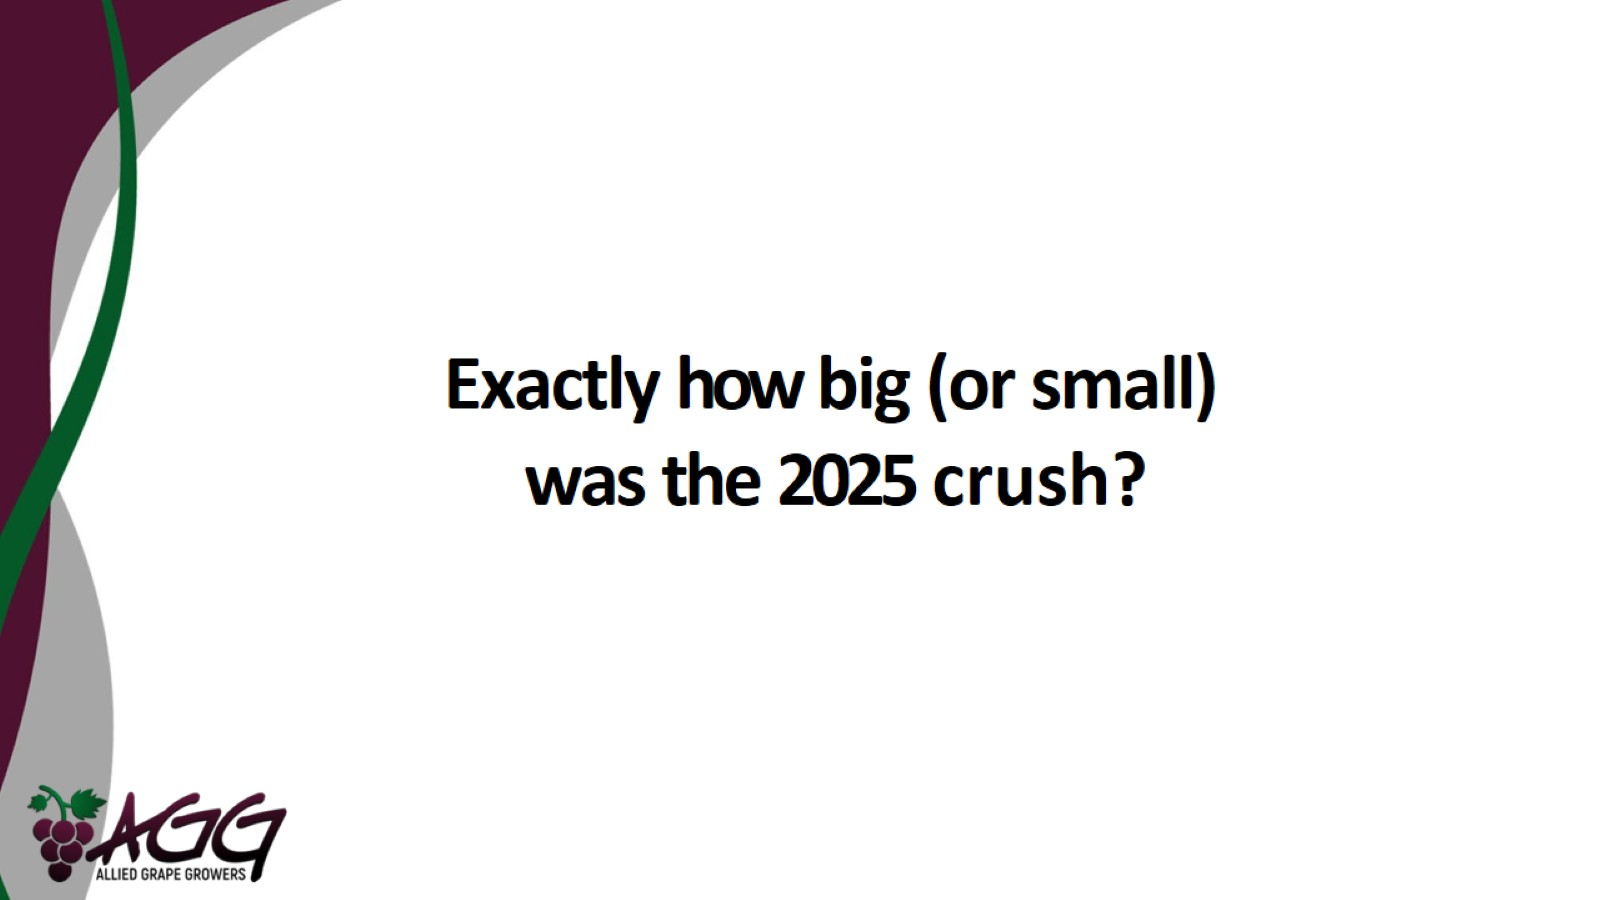 Exactly how big (or small)
was the 2025 crush?
AGG
ALLIED GRAPE GROWERS